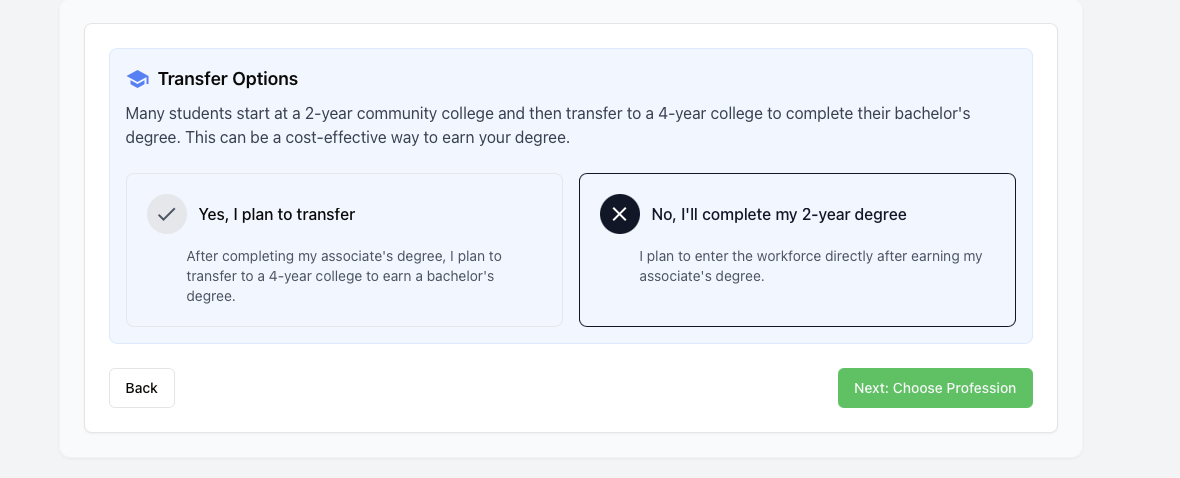 Transfer Options
Many students start at a 2-year community college and then transfer to a 4-year college to complete their bachelor's
degree. This can be a cost-effective way to earn your degree.
Yes, I plan to transfer
After completing my associate's degree, I plan to
transfer to a 4-year college to earn a bachelor's
degree.
No, I'll complete my 2-year degree
I plan to enter the workforce directly after earning my
associate's degree.
Back
Next: Choose Profession